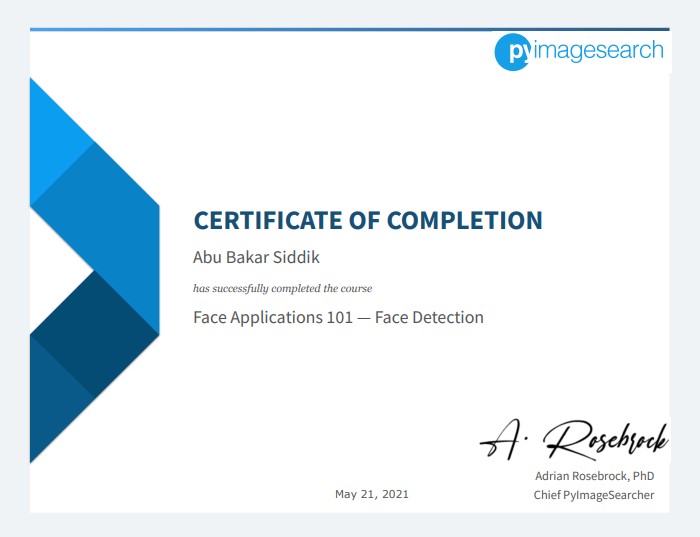 pyimagesearch
CERTIFICATE OF COMPLETION
Abu Bakar Siddik
has successfully completed the course
Face Applications 101 — Face Detection
A. Rosebrock
Adrian Rosebrock, PhD
Chief PyImageSearcher
May 21, 2021